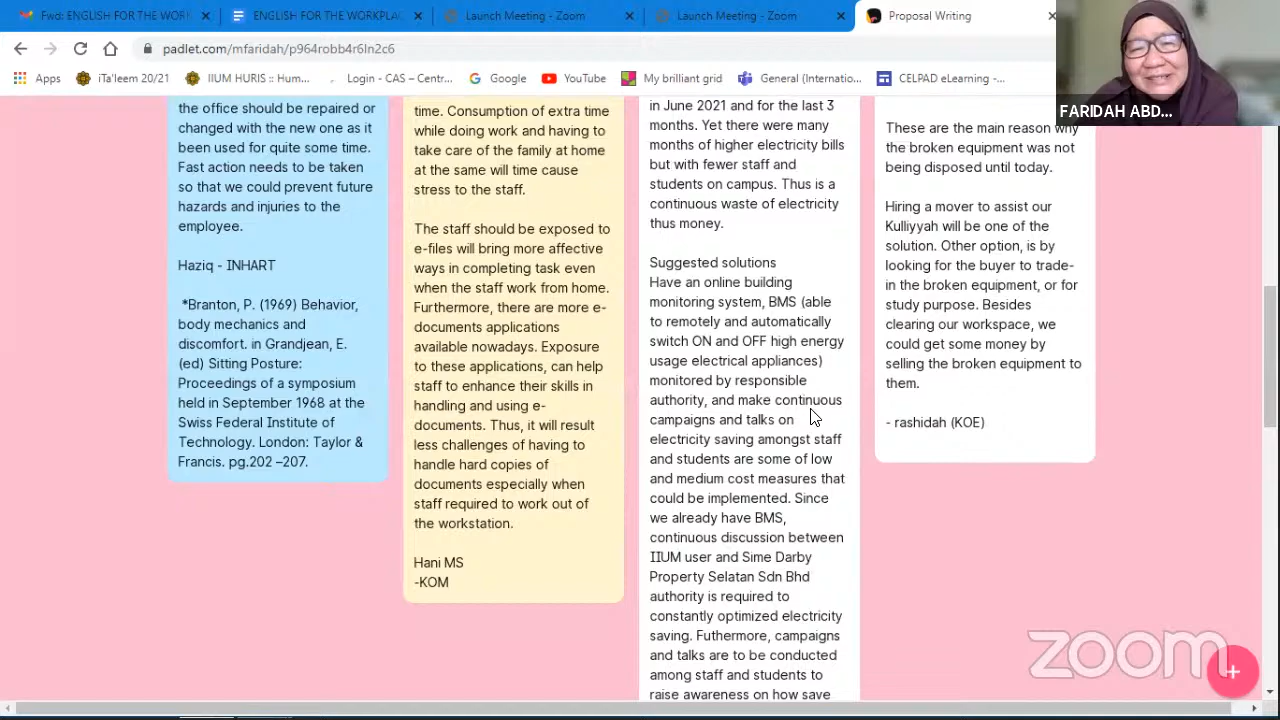 Fwd: ENGLISH FOR THE WORK
ENGLISH FOR THE WORKPLAC
Launch Meeting - Zoom
Launch Meeting - Zoom
Proposal Writing
padlet.com/mfaridah/p964robb4r6ln2c6
Apps
iTa'leem 20/21
IIUM HURIS :: Hum...
Login - CAS – Centr...
Google
YouTube
My brilliant grid
General (Internatio...
CELPAD eLearning -...
FARIDAH ABD...
the office should be repaired or
changed with the new one as it
been used for quite some time.
Fast action needs to be taken
so that we could prevent future
hazards and injuries to the
employee.
Haziq - INHART
*Branton, P. (1969) Behavior,
body mechanics and
discomfort. in Grandjean, E.
(ed) Sitting Posture:
Proceedings of a symposium
held in September 1968 at the
Swiss Federal Institute of
Technology. London: Taylor &
Francis. pg.202 –207.
time. Consumption of extra time
while doing work and having to
take care of the family at home
at the same will time cause
stress to the staff.
The staff should be exposed to
e-files will bring more affective
ways in completing task even
when the staff work from home.
Furthermore, there are more e-
documents applications
available nowadays. Exposure
to these applications, can help
staff to enhance their skills in
handling and using e-
documents. Thus, it will result
less challenges of having to
handle hard copies of
documents especially when
staff required to work out of
the workstation.
Hani MS
-KOM
in June 2021 and for the last 3
months. Yet there were many
months of higher electricity bills
but with fewer staff and
students on campus. Thus is a
continuous waste of electricity
thus money.
Suggested solutions
Have an online building
monitoring system, BMS (able
to remotely and automatically
switch ON and OFF high energy
usage electrical appliances)
monitored by responsible
authority, and make continuous
campaigns and talks on
electricity saving amongst staff
and students are some of low
and medium cost measures that
could be implemented. Since
we already have BMS,
continuous discussion between
IIUM user and Sime Darby
Property Selatan Sdn Bhd
authority is required to
constantly optimized electricity
saving. Futhermore, campaigns
and talks are to be conducted
among staff and students to
raise awareness on how save
These are the main reason why
the broken equipment was not
being disposed until today.
Hiring a mover to assist our
Kulliyyah will be one of the
solution. Other option, is by
looking for the buyer to trade-
in the broken equipment, or for
study purpose. Besides
clearing our workspace, we
could get some money by
selling the broken equipment to
them.
- rashidah (KOE)
zoom